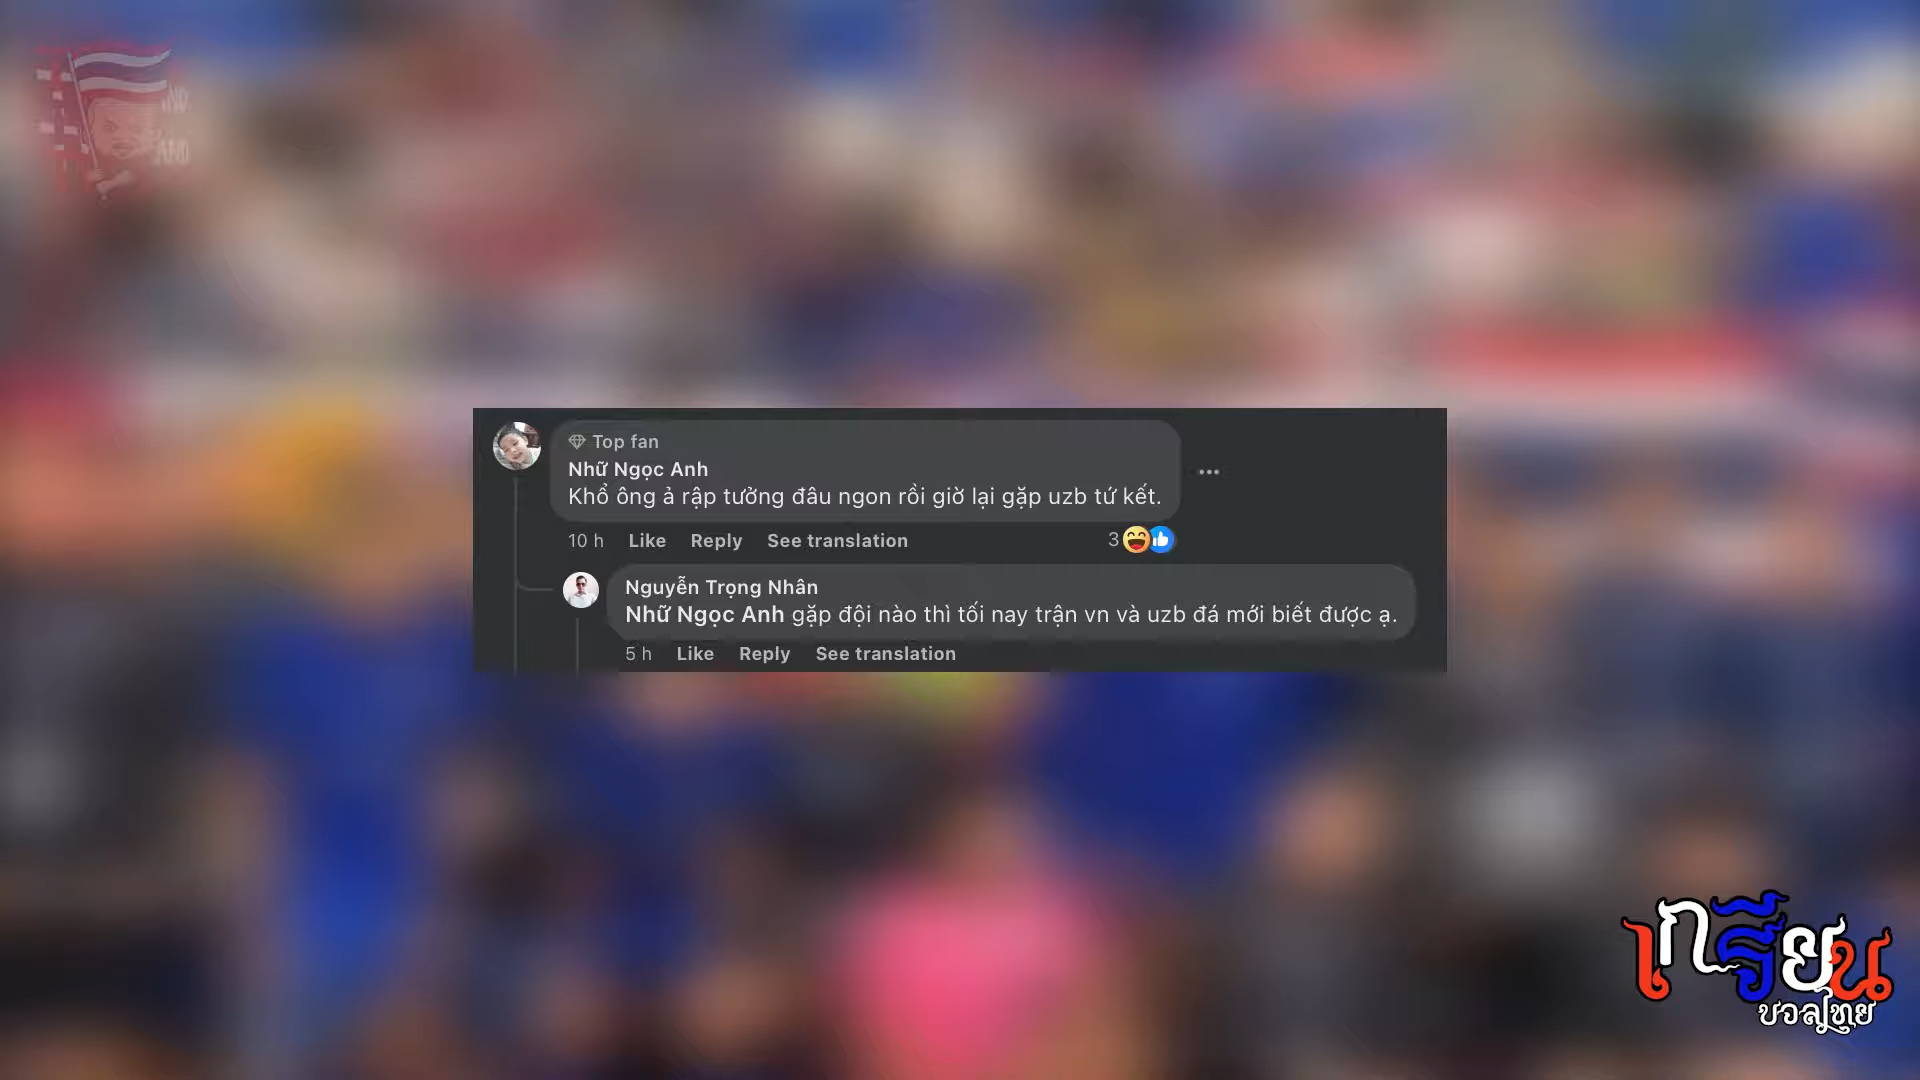 Top fan
Nhữ Ngọc Anh
Khổ ông ả rập tưởng đâu ngon rồi giờ lại gặp uzb tứ kết.
10 h Like Reply See translation 3
Nguyễn Trọng Nhân
Nhữ Ngọc Anh gặp đội nào thì tối nay trận vn và uzb đá mới biết được ạ.
5 h Like Reply See translation
เกรียน
บอลไทย